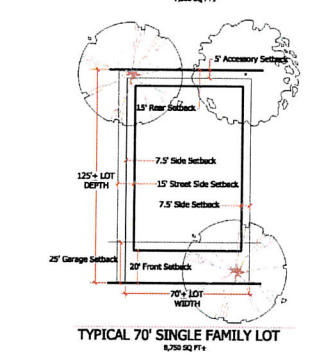 5' Accessory Setback
15' Rear Setback
7.5' Side Setback
125'+ LOT
DEPTH
15' Street Side Setback
7.5' Side Setback
25' Garage Setback
20' Front Setback
70'+ LOT
WIDTH
TYPICAL 70' SINGLE FAMILY LOT
8,750 SQ FT+